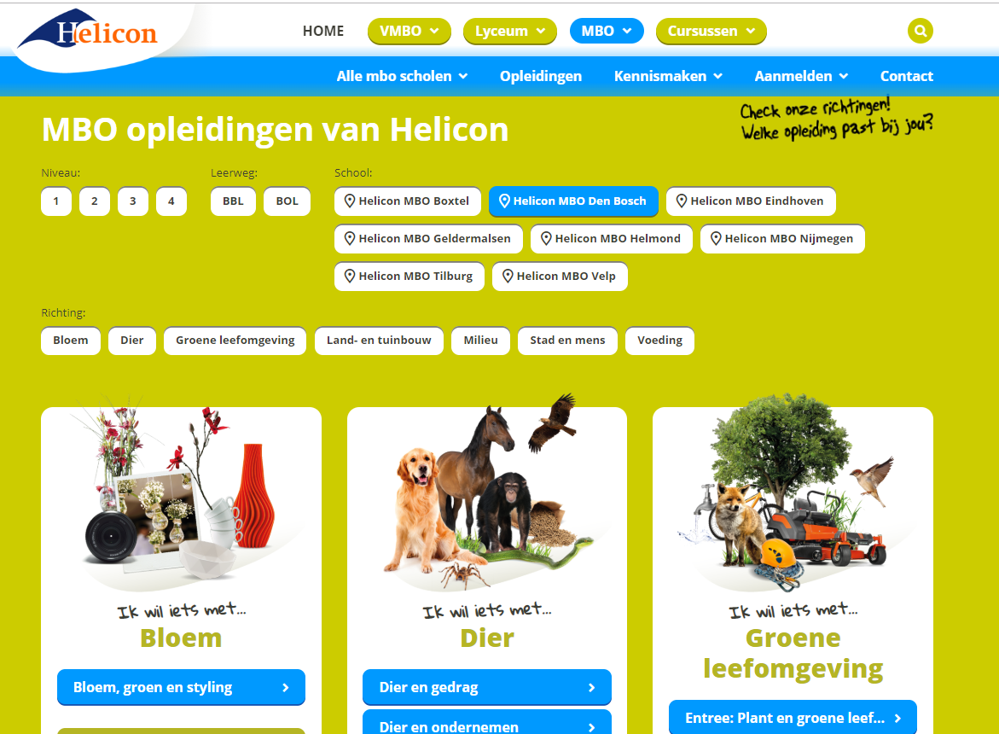 Helicon
HOME
VMBO
Lyceum
MBO
Cursussen
Alle mbo scholen
Opleidingen
Kennismaken
Aanmelden
Contact
MBO opleidingen van Helicon
Check onze richtingen!
Welke opleiding past bij jou?
Niveau:
1
2
3
4
Leerweg:
BBL
BOL
School:
Helicon MBO Boxtel
Helicon MBO Den Bosch
Helicon MBO Eindhoven
Helicon MBO Geldermalsen
Helicon MBO Helmond
Helicon MBO Nijmegen
Helicon MBO Tilburg
Helicon MBO Velp
Richting:
Bloem
Dier
Groene leefomgeving
Land- en tuinbouw
Milieu
Stad en mens
Voeding
Ik wil iets met...
Bloem
Bloem, groen en styling
Ik wil iets met...
Dier
Dier en gedrag
Dier en ondernemen
Ik wil iets met...
Groene
leefomgeving
Entree: Plant en groene leef...